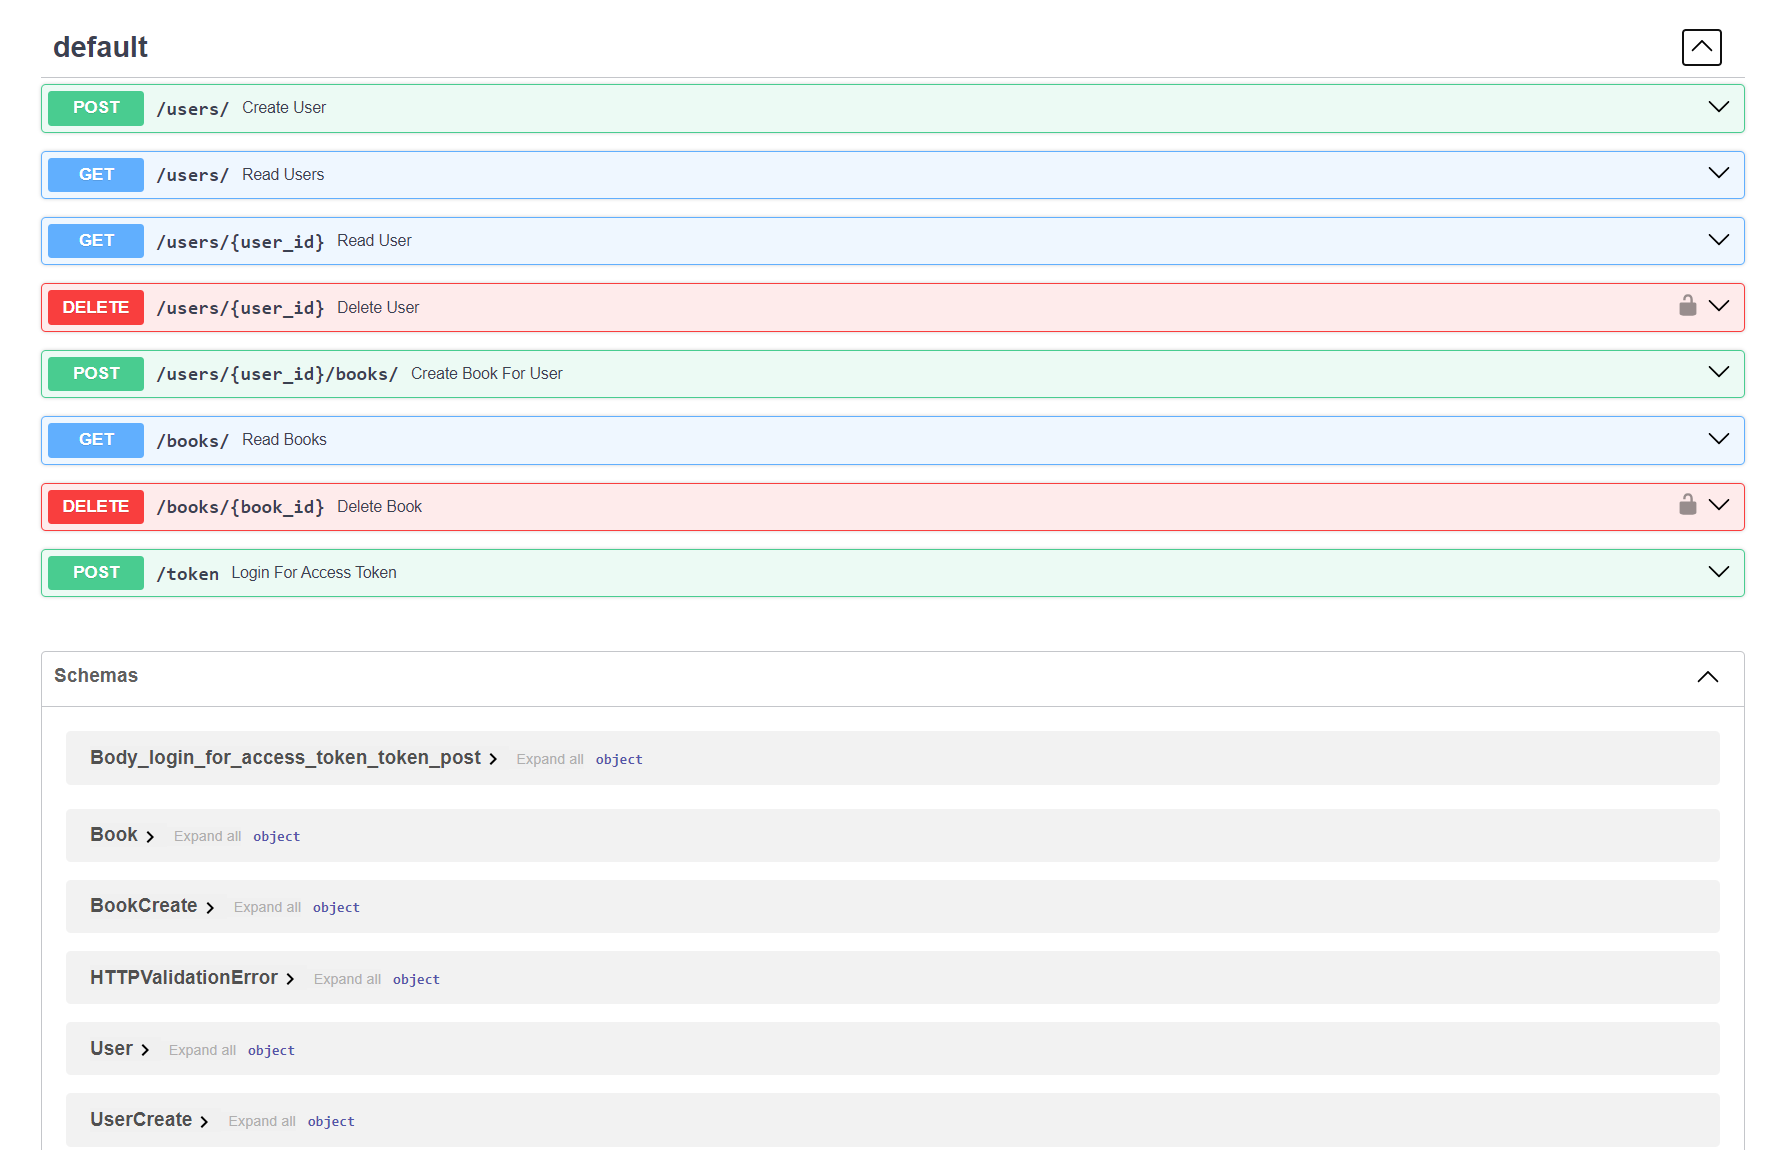 default
POST /users/ Create User
GET /users/ Read Users
GET /users/{user_id} Read User
DELETE /users/{user_id} Delete User
POST /users/{user_id}/books/ Create Book For User
GET /books/ Read Books
DELETE /books/{book_id} Delete Book
POST /token Login For Access Token
Schemas
Body_login_for_access_token_token_post Expand all object
Book Expand all object
BookCreate Expand all object
HTTPValidationError Expand all object
User Expand all object
UserCreate Expand all object